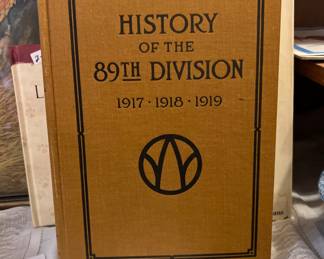 HISTORY
OF THE
89TH DIVISION
1917 · 1918 · 1919